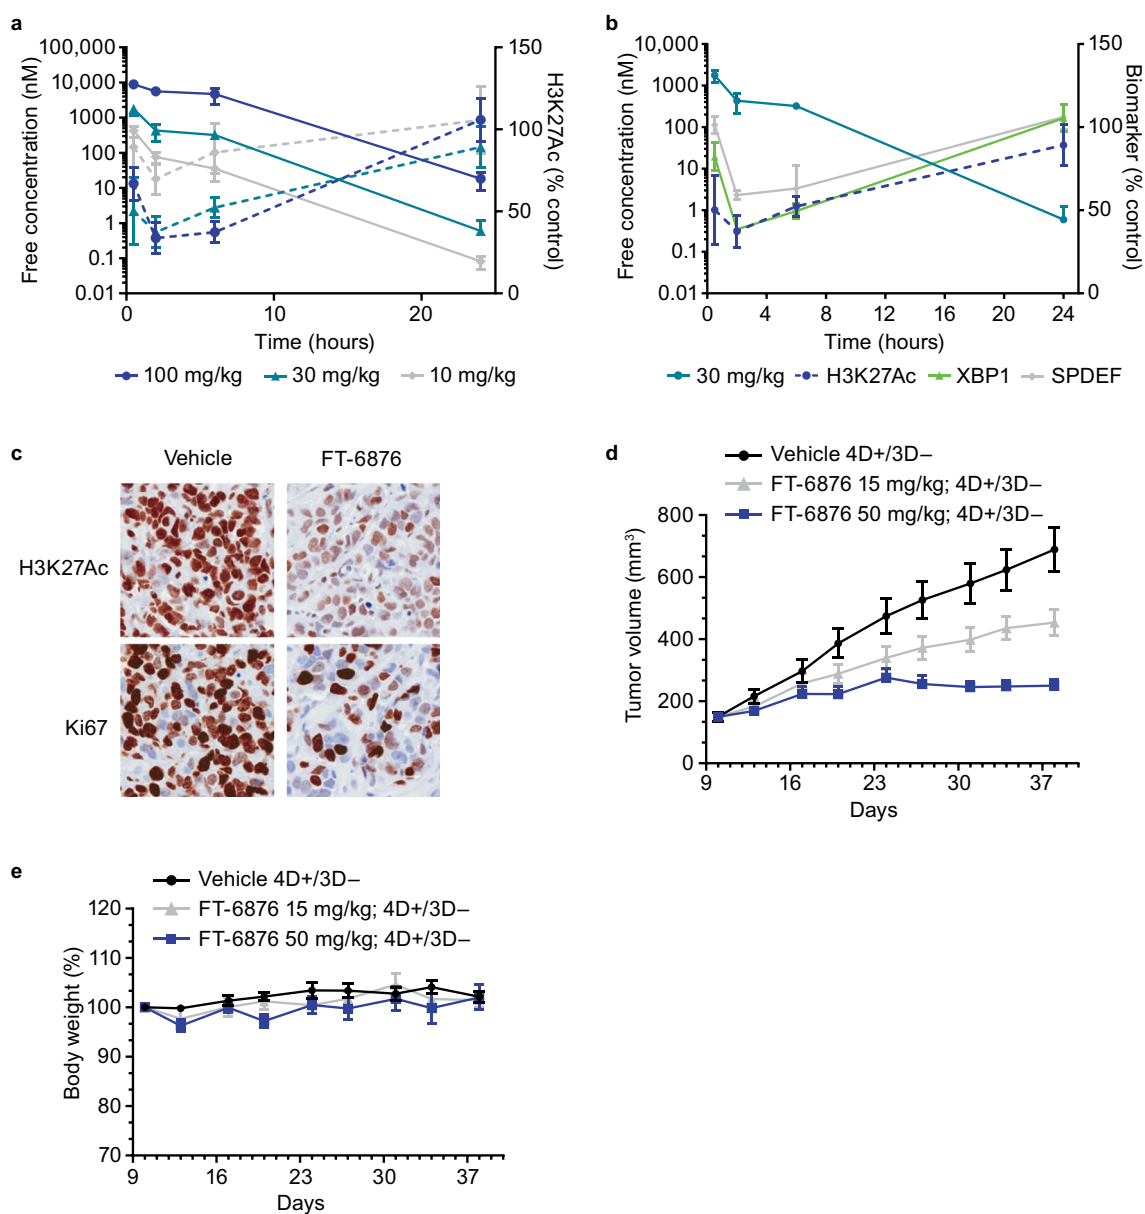 a
100,000
10,000
1000
100
10
1
0.1
0.01
Free concentration (nM)
150
100
50
0
H3K27Ac (% control)
0 10 20
Time (hours)
100 mg/kg 30 mg/kg 10 mg/kg
b
10,000
1000
100
10
1
0.1
0.01
Free concentration (nM)
150
100
50
0
Biomarker (% control)
0 4 8 12 16 20 24
Time (hours)
30 mg/kg H3K27Ac XBP1 SPDEF
c
Vehicle FT-6876
H3K27Ac
Ki67
d
Vehicle 4D+/3D–
FT-6876 15 mg/kg; 4D+/3D–
FT-6876 50 mg/kg; 4D+/3D–
800
600
400
200
0
Tumor volume (mm³)
9 16 23 30 37
Days
e
Vehicle 4D+/3D–
FT-6876 15 mg/kg; 4D+/3D–
FT-6876 50 mg/kg; 4D+/3D–
120
110
100
90
80
70
Body weight (%)
9 16 23 30 37
Days